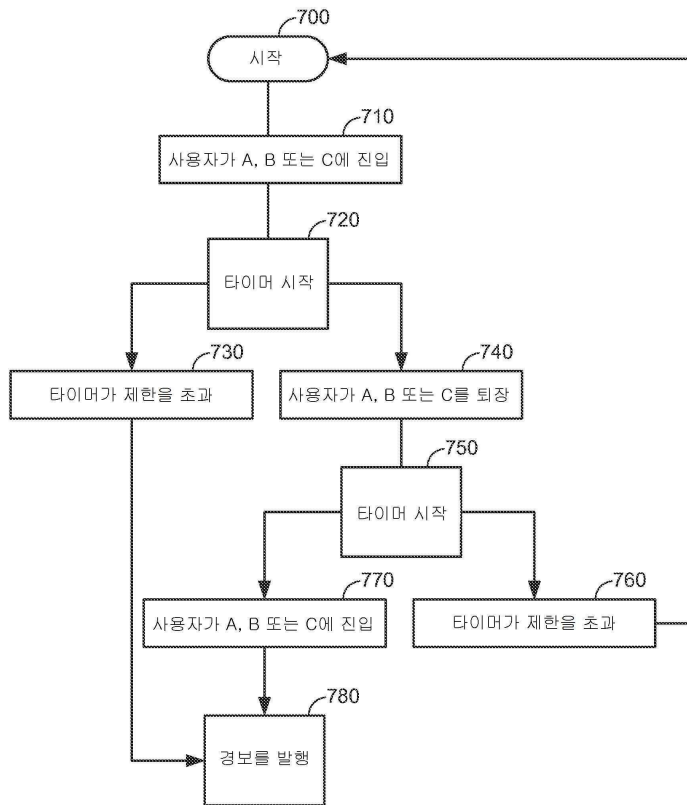 700
시작
710
사용자가 A, B 또는 C에 진입
720
타이머 시작
730
타이머가 제한을 초과
740
사용자가 A, B 또는 C를 퇴장
750
타이머 시작
770
사용자가 A, B 또는 C에 진입
760
타이머가 제한을 초과
780
경보를 발행